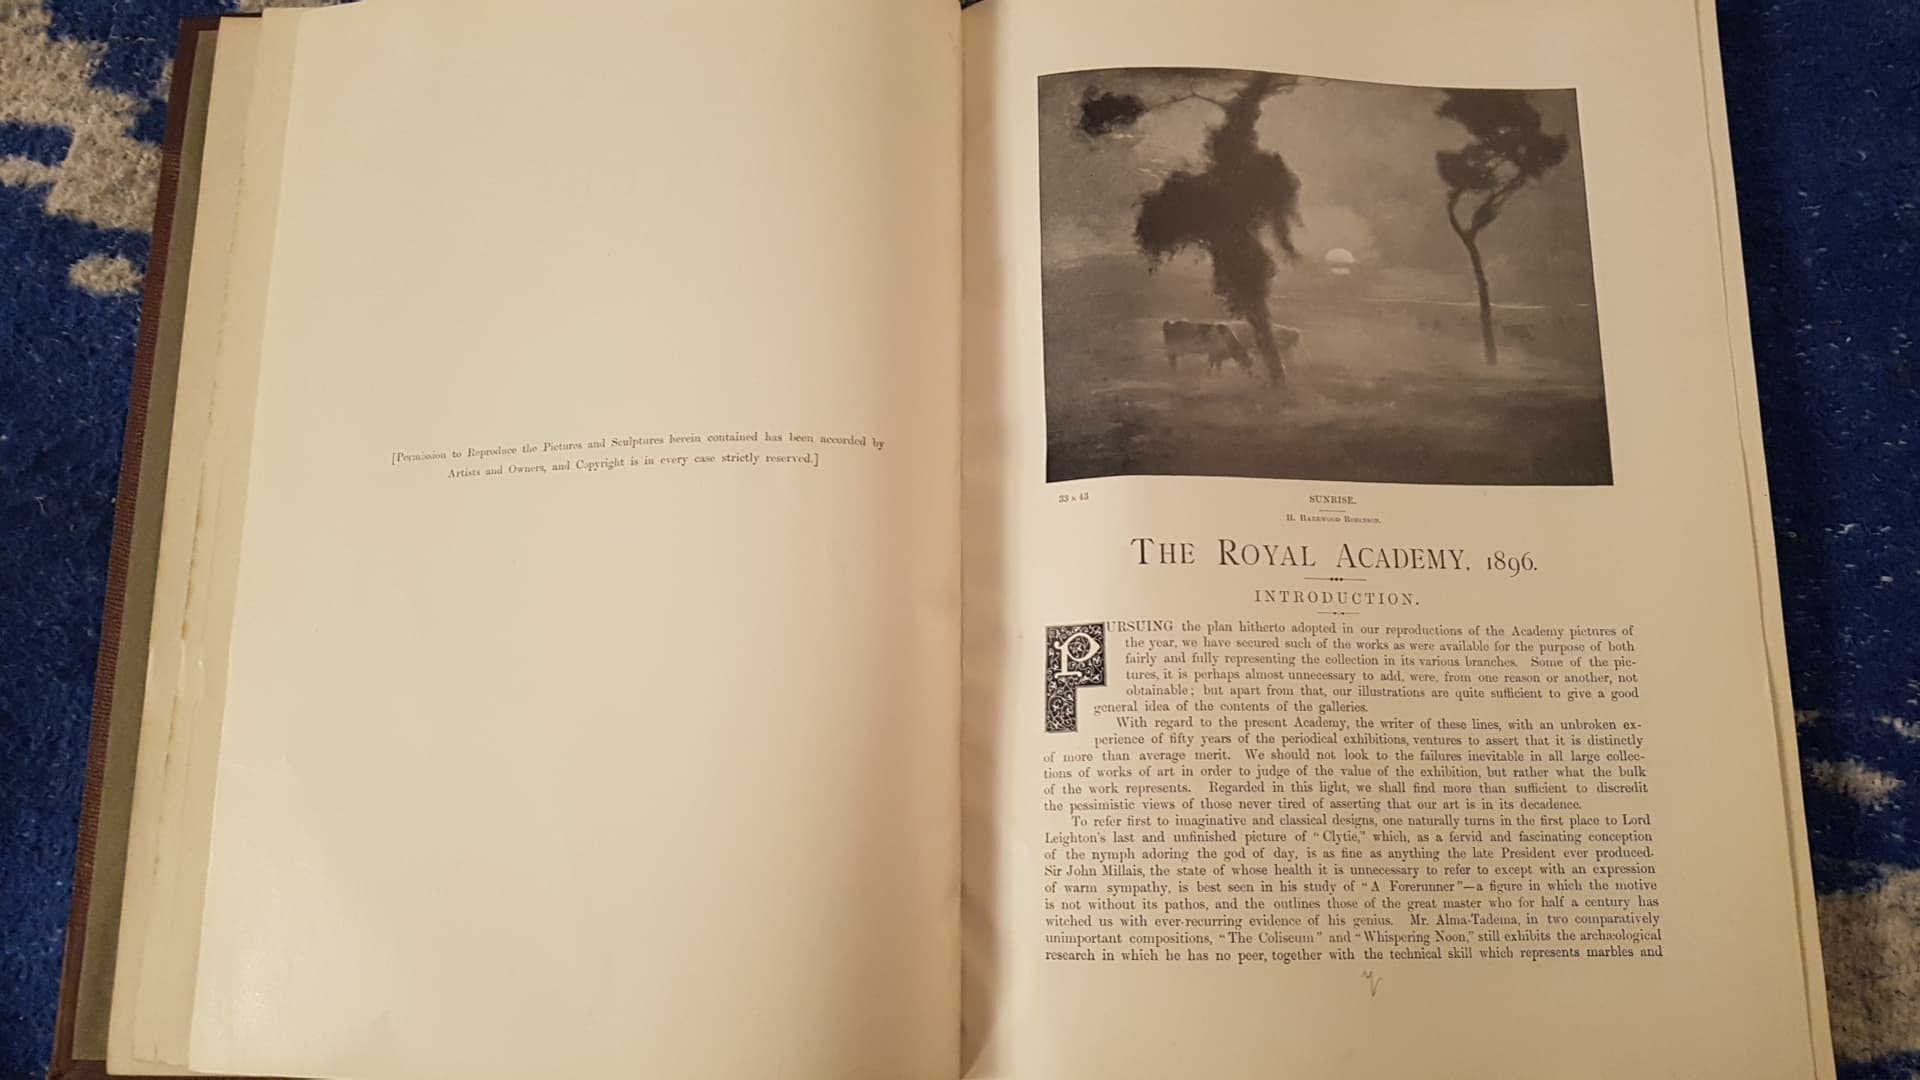 [Permission to Reproduce the Pictures and Sculptures herein contained has been accorded by
Artists and Owners, and Copyright is in every case strictly reserved.]
33 x 43
SUNRISE.
H. Harewood Robinson.
THE ROYAL ACADEMY, 1896.
INTRODUCTION.
PURSUING the plan hitherto adopted in our reproductions of the Academy pictures of
the year, we have secured such of the works as were available for the purpose of both
fairly and fully representing the collection in its various branches. Some of the pic-
tures, it is perhaps almost unnecessary to add, were, from one reason or another, not
obtainable; but apart from that, our illustrations are quite sufficient to give a good
general idea of the contents of the galleries.
With regard to the present Academy, the writer of these lines, with an unbroken ex-
perience of fifty years of the periodical exhibitions, ventures to assert that it is distinctly
of more than average merit. We should not look to the failures inevitable in all large collec-
tions of works of art in order to judge of the value of the exhibition, but rather what the bulk
of the work represents. Regarded in this light, we shall find more than sufficient to discredit
the pessimistic views of those never tired of asserting that our art is in its decadence.
To refer first to imaginative and classical designs, one naturally turns in the first place to Lord
Leighton's last and unfinished picture of "Clytie," which, as a fervid and fascinating conception
of the nymph adoring the god of day, is as fine as anything the late President ever produced.
Sir John Millais, the state of whose health it is unnecessary to refer to except with an expression
of warm sympathy, is best seen in his study of "A Forerunner"—a figure in which the motive
is not without its pathos, and the outlines those of the great master who for half a century has
witched us with ever-recurring evidence of his genius. Mr. Alma-Tadema, in two comparatively
unimportant compositions, "The Coliseum" and "Whispering Noon," still exhibits the archæological
research in which he has no peer, together with the technical skill which represents marbles and